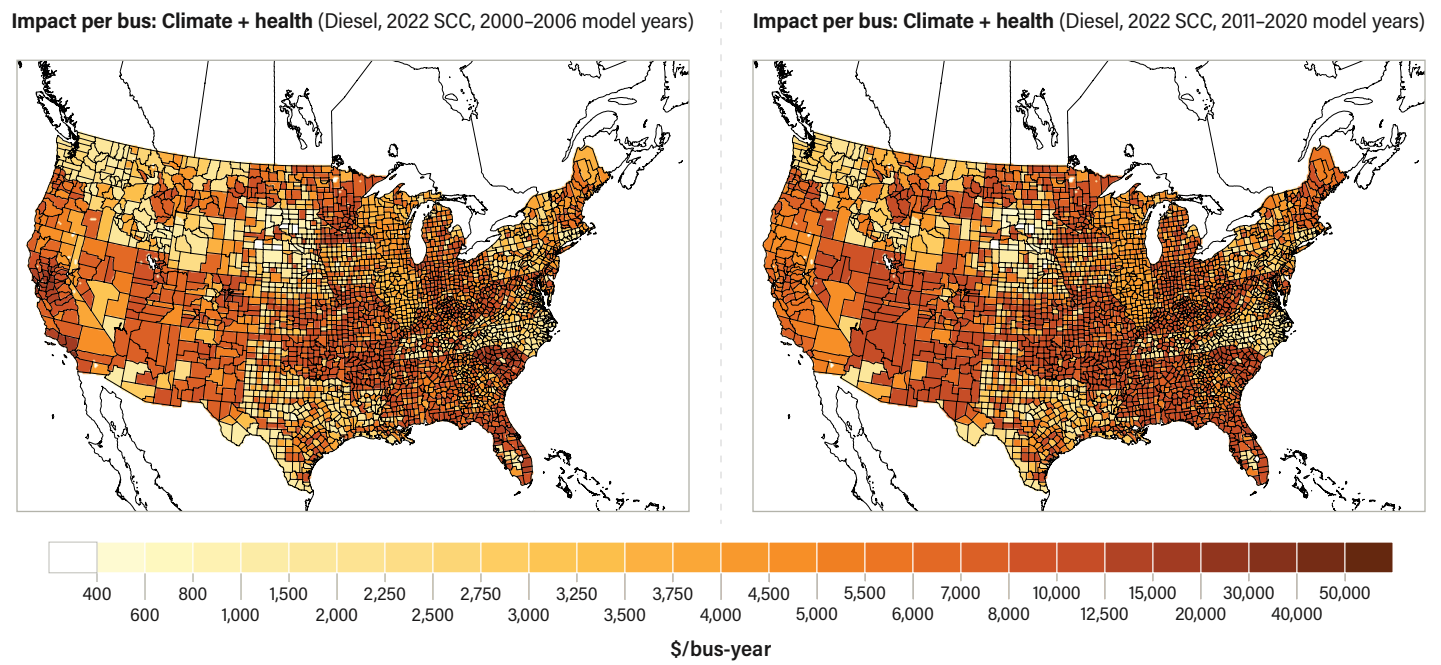 Impact per bus: Climate + health (Diesel, 2022 SCC, 2000–2006 model years)
Impact per bus: Climate + health (Diesel, 2022 SCC, 2011–2020 model years)
400 800 1,500 2,250 2,750 3,250 3,750 4,500 5,500 7,000 10,000 15,000 30,000 50,000
600 1,000 2,000 2,500 3,000 3,500 4,000 5,000 6,000 8,000 12,500 20,000 40,000
$/bus-year